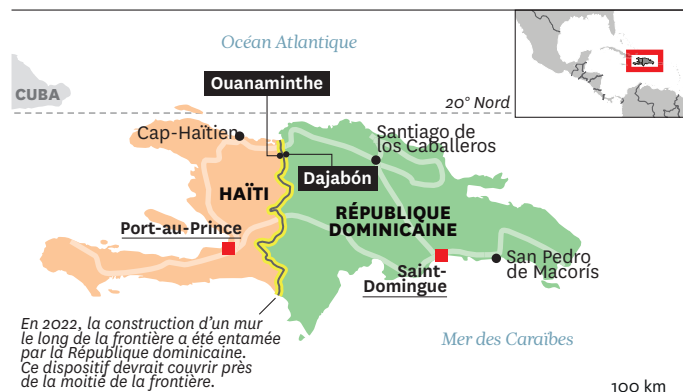 Océan Atlantique
CUBA
Ouanaminthe
20° Nord
Cap-Haïtien
Santiago de
los Caballeros
Dajabón
HAÏTI
RÉPUBLIQUE
DOMINICAINE
Port-au-Prince
Saint-
Domingue
San Pedro
de Macorís
En 2022, la construction d'un mur
le long de la frontière a été entamée
par la République dominicaine.
Ce dispositif devrait couvrir près
de la moitié de la frontière.
Mer des Caraïbes
100 km